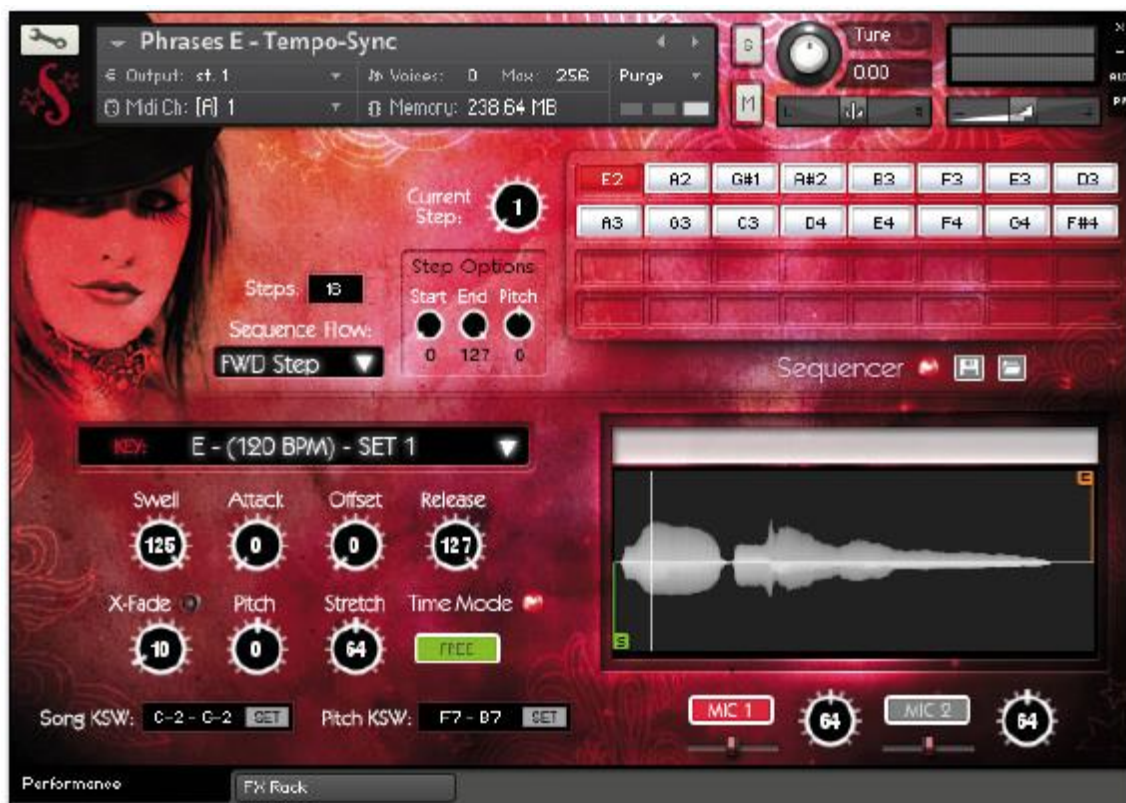 Phrases E - Tempo-Sync
S
Tune
Output: st. 1
Voices: 0 Max: 256
Purge
0.00
Midi Ch: [A] 1
Memory: 238.64 MB
M
Current Step: 1
E2 A2 G#1 A#2 B3 F3 E3 D3
A3 G3 C3 D4 E4 F4 G4 F#4
Steps: 16
Sequence Flow:
FWD Step
Step Options
Start End Pitch
0 127 0
Sequencer
KEY: E - (120 BPM) - SET 1
Swell Attack Offset Release
125 0 0 127
X-Fade Pitch Stretch Time Mode
10 0 64 FREE
S
E
Song KSW: C-2 - G-2 SET Pitch KSW: F7 - B7 SET
MIC 1 64 MIC 2 64
Performance FX Rack